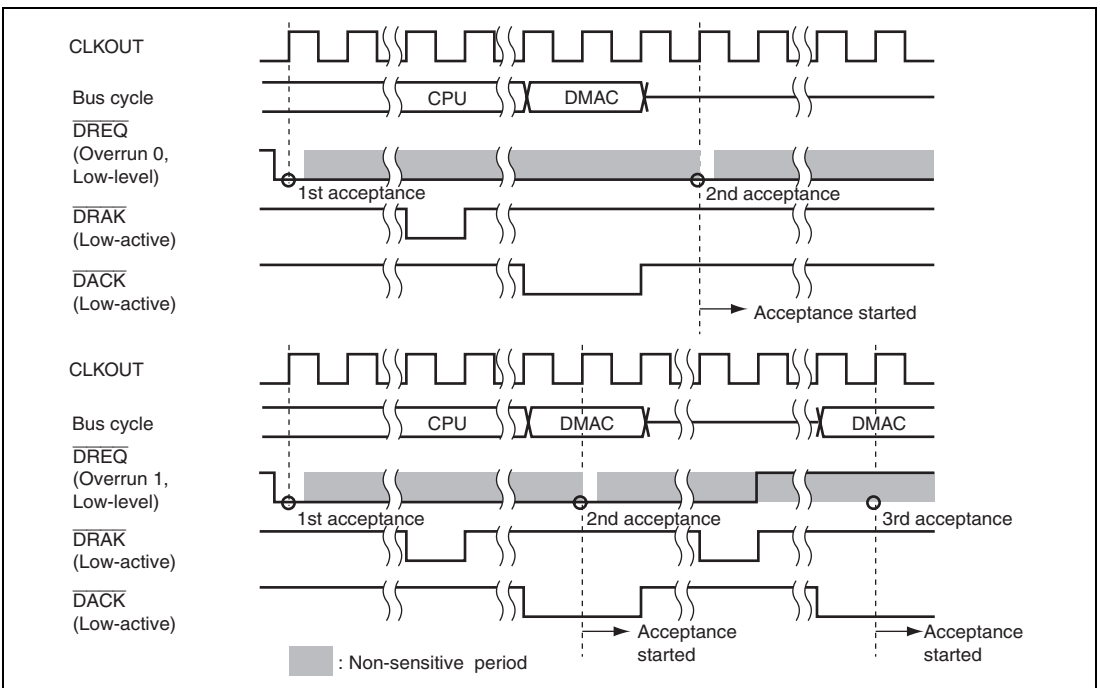 CLKOUT
Bus cycle
CPU
DMAC
DREQ
(Overrun 0,
Low-level)
1st acceptance
2nd acceptance
DRAK
(Low-active)
DACK
(Low-active)
Acceptance started
CLKOUT
Bus cycle
CPU
DMAC
DMAC
DREQ
(Overrun 1,
Low-level)
1st acceptance
2nd acceptance
3rd acceptance
DRAK
(Low-active)
DACK
(Low-active)
Acceptance
started
Acceptance
started
: Non-sensitive period